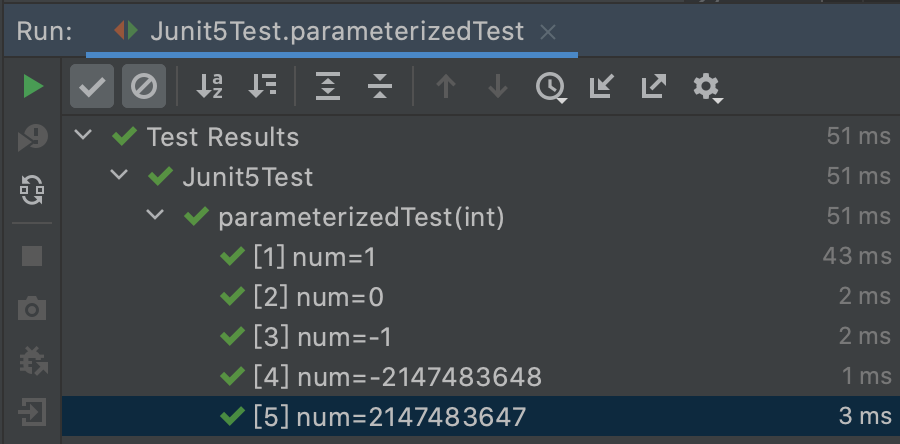 Run: Junit5Test.parameterizedTest
Test Results 51 ms
Junit5Test 51 ms
parameterizedTest(int) 51 ms
[1] num=1 43 ms
[2] num=0 2 ms
[3] num=-1 2 ms
[4] num=-2147483648 1 ms
[5] num=2147483647 3 ms